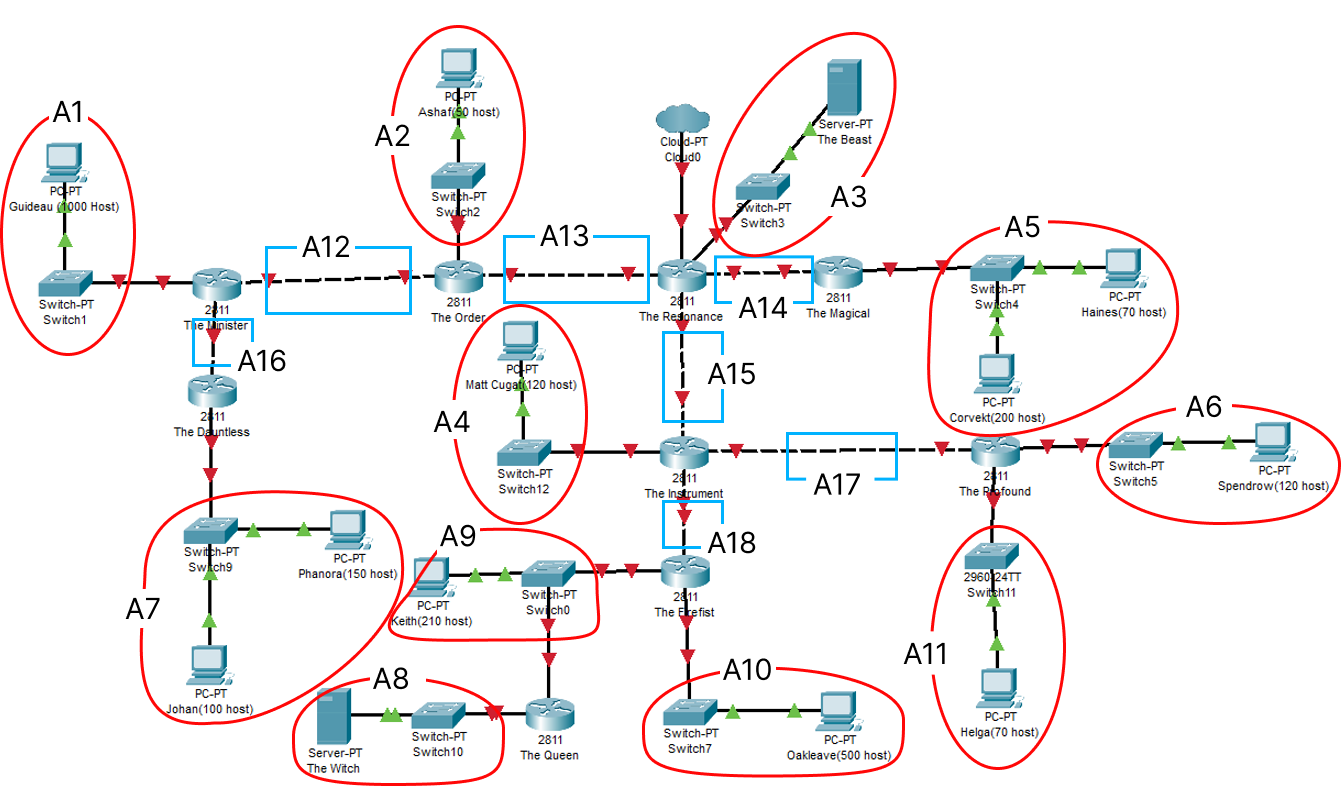 A1
PC-PT
Guideau (1000 Host)
Switch-PT
Switch1
A2
PC-PT
Ashaf(50 host)
Switch-PT
Switch2
Cloud-PT
Cloud0
A3
Server-PT
The Beast
Switch-PT
Switch3
A12
2811
The Minister
A13
2811
The Order
2811
The Resonance
A14
2811
The Magical
A5
Switch-PT
Switch4
PC-PT
Haines(70 host)
PC-PT
Corvekt(200 host)
A16
2811
The Dauntless
A4
PC-PT
Matt Cugat(120 host)
Switch-PT
Switch12
A15
2811
The Instrument
A17
2811
The Profound
A6
Switch-PT
Switch5
PC-PT
Spendrow(120 host)
A7
Switch-PT
Switch9
PC-PT
Phanora(150 host)
PC-PT
Johan(100 host)
A9
PC-PT
Keith(210 host)
Switch-PT
Switch0
A18
2811
The Firefist
A8
Server-PT
The Witch
Switch-PT
Switch10
2811
The Queen
A10
Switch-PT
Switch7
PC-PT
Oakleave(500 host)
A11
2960-24TT
Switch11
PC-PT
Helga(70 host)